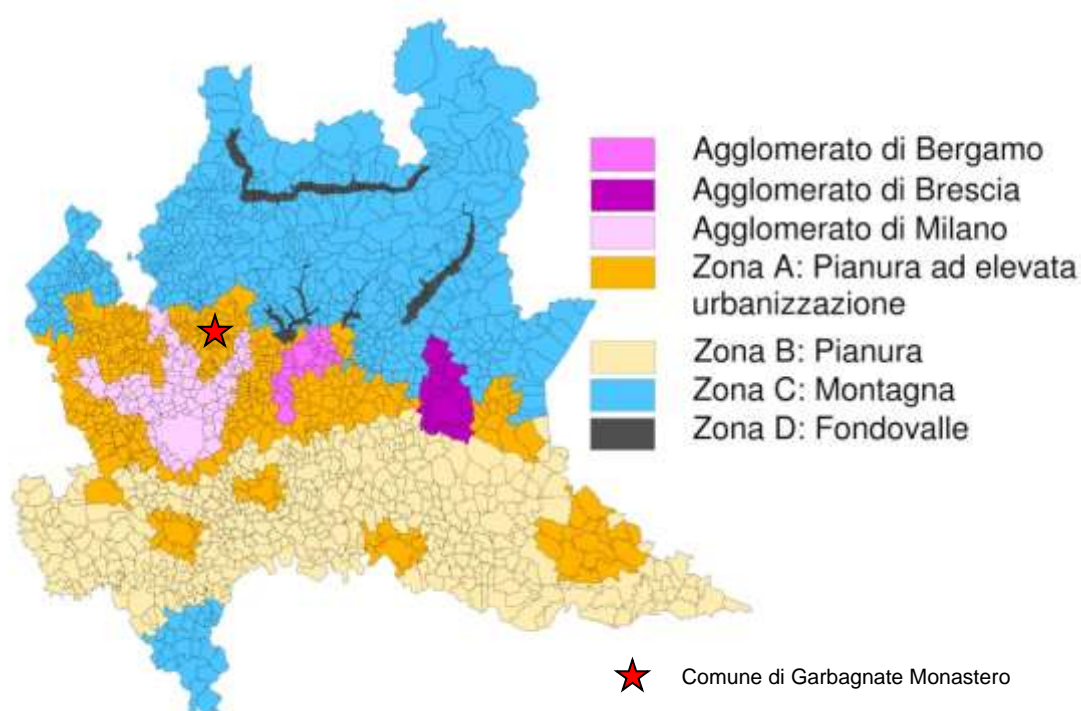 Agglomerato di Bergamo
Agglomerato di Brescia
Agglomerato di Milano
Zona A: Pianura ad elevata
urbanizzazione
Zona B: Pianura
Zona C: Montagna
Zona D: Fondovalle
Comune di Garbagnate Monastero